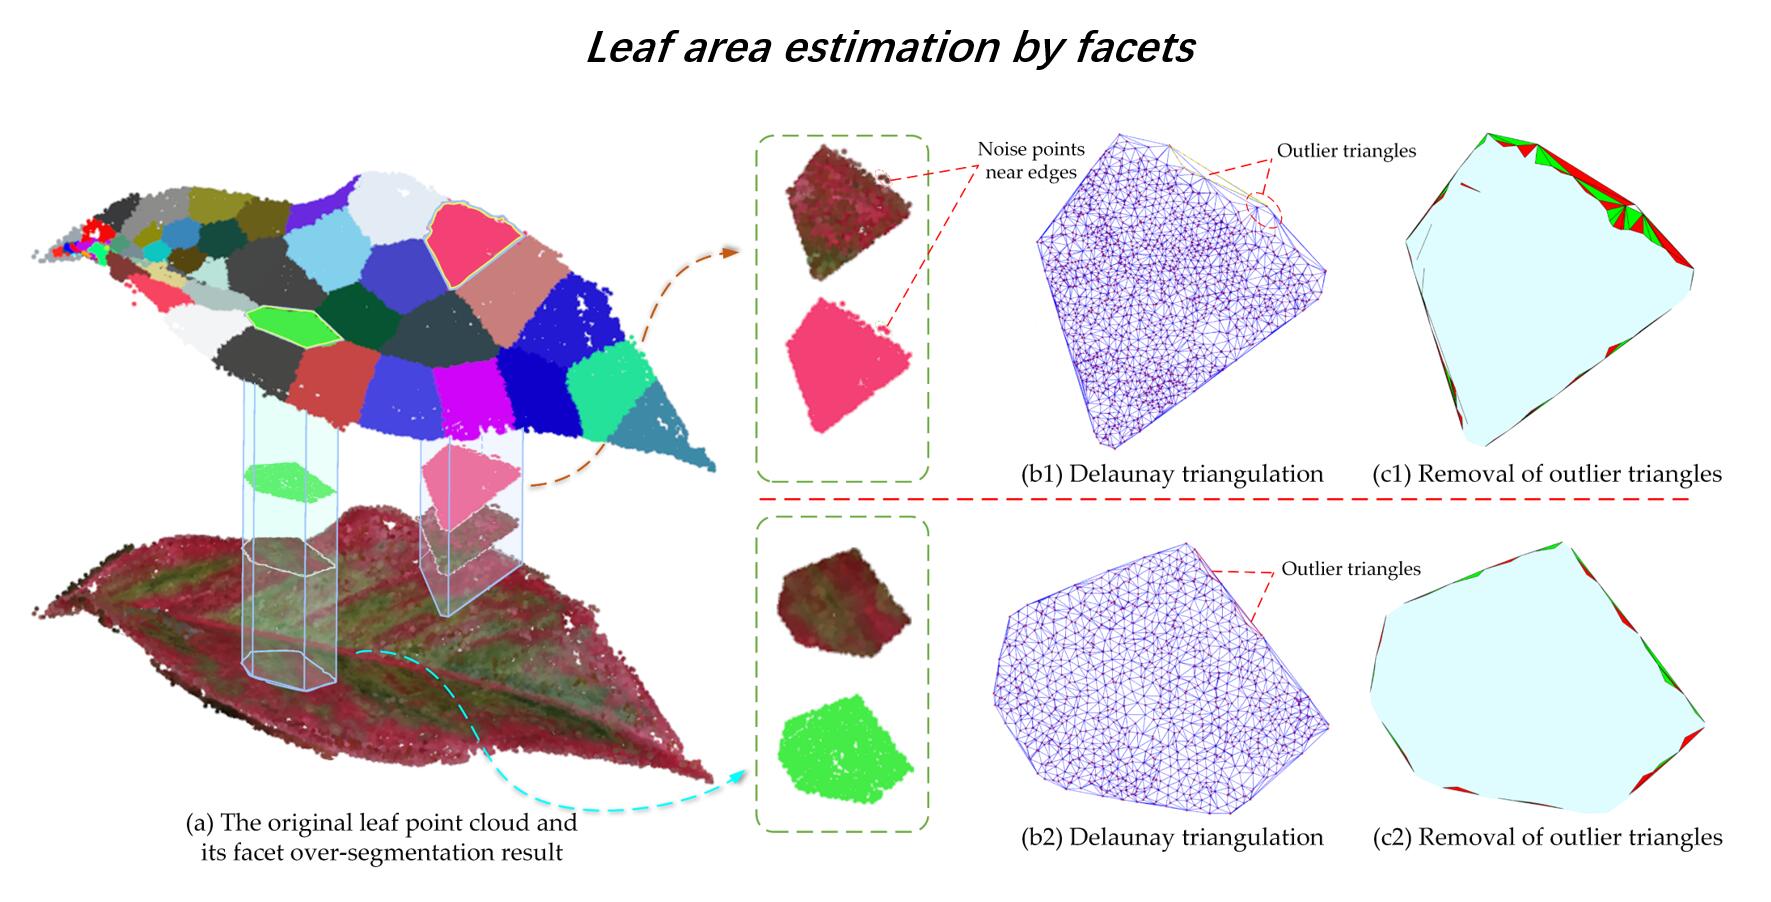 Leaf area estimation by facets
Noise points
near edges
Outlier triangles
(b1) Delaunay triangulation
(c1) Removal of outlier triangles
Outlier triangles
(a) The original leaf point cloud and
its facet over-segmentation result
(b2) Delaunay triangulation
(c2) Removal of outlier triangles